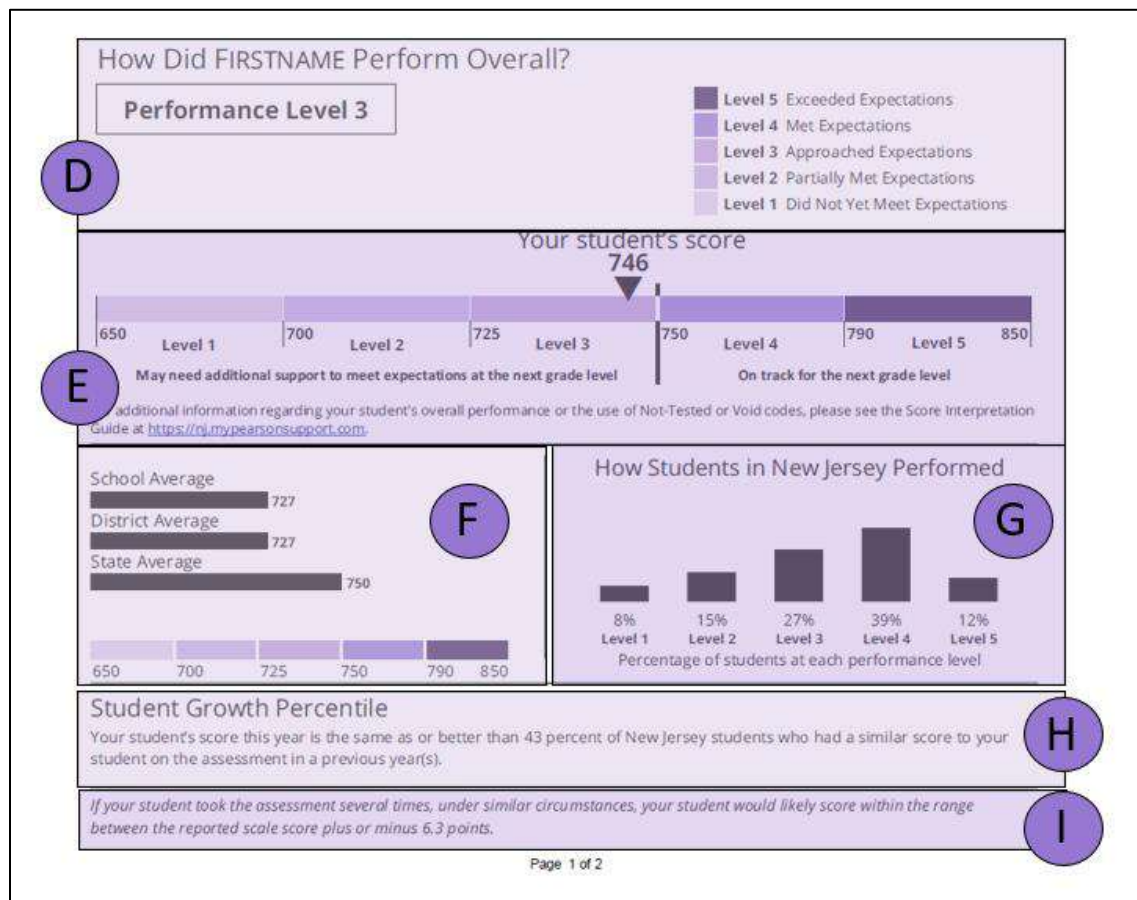 How Did FIRSTNAME Perform Overall?
Performance Level 3
Level 5 Exceeded Expectations
Level 4 Met Expectations
Level 3 Approached Expectations
Level 2 Partially Met Expectations
Level 1 Did Not Yet Meet Expectations
D
Your student's score
746
650 700 725 750 790 850
Level 1 Level 2 Level 3 Level 4 Level 5
May need additional support to meet expectations at the next grade level On track for the next grade level
E
additional information regarding your student's overall performance or the use of Not-Tested or Void codes, please see the Score Interpretation
Guide at https://nj.mypearsonsupport.com.
School Average
727
District Average
727
State Average
750
650 700 725 750 790 850
F
How Students in New Jersey Performed
G
8% 15% 27% 39% 12%
Level 1 Level 2 Level 3 Level 4 Level 5
Percentage of students at each performance level
Student Growth Percentile
Your student's score this year is the same as or better than 43 percent of New Jersey students who had a similar score to your
student on the assessment in a previous year(s).
H
If your student took the assessment several times, under similar circumstances, your student would likely score within the range
between the reported scale score plus or minus 6.3 points.
I
Page 1 of 2